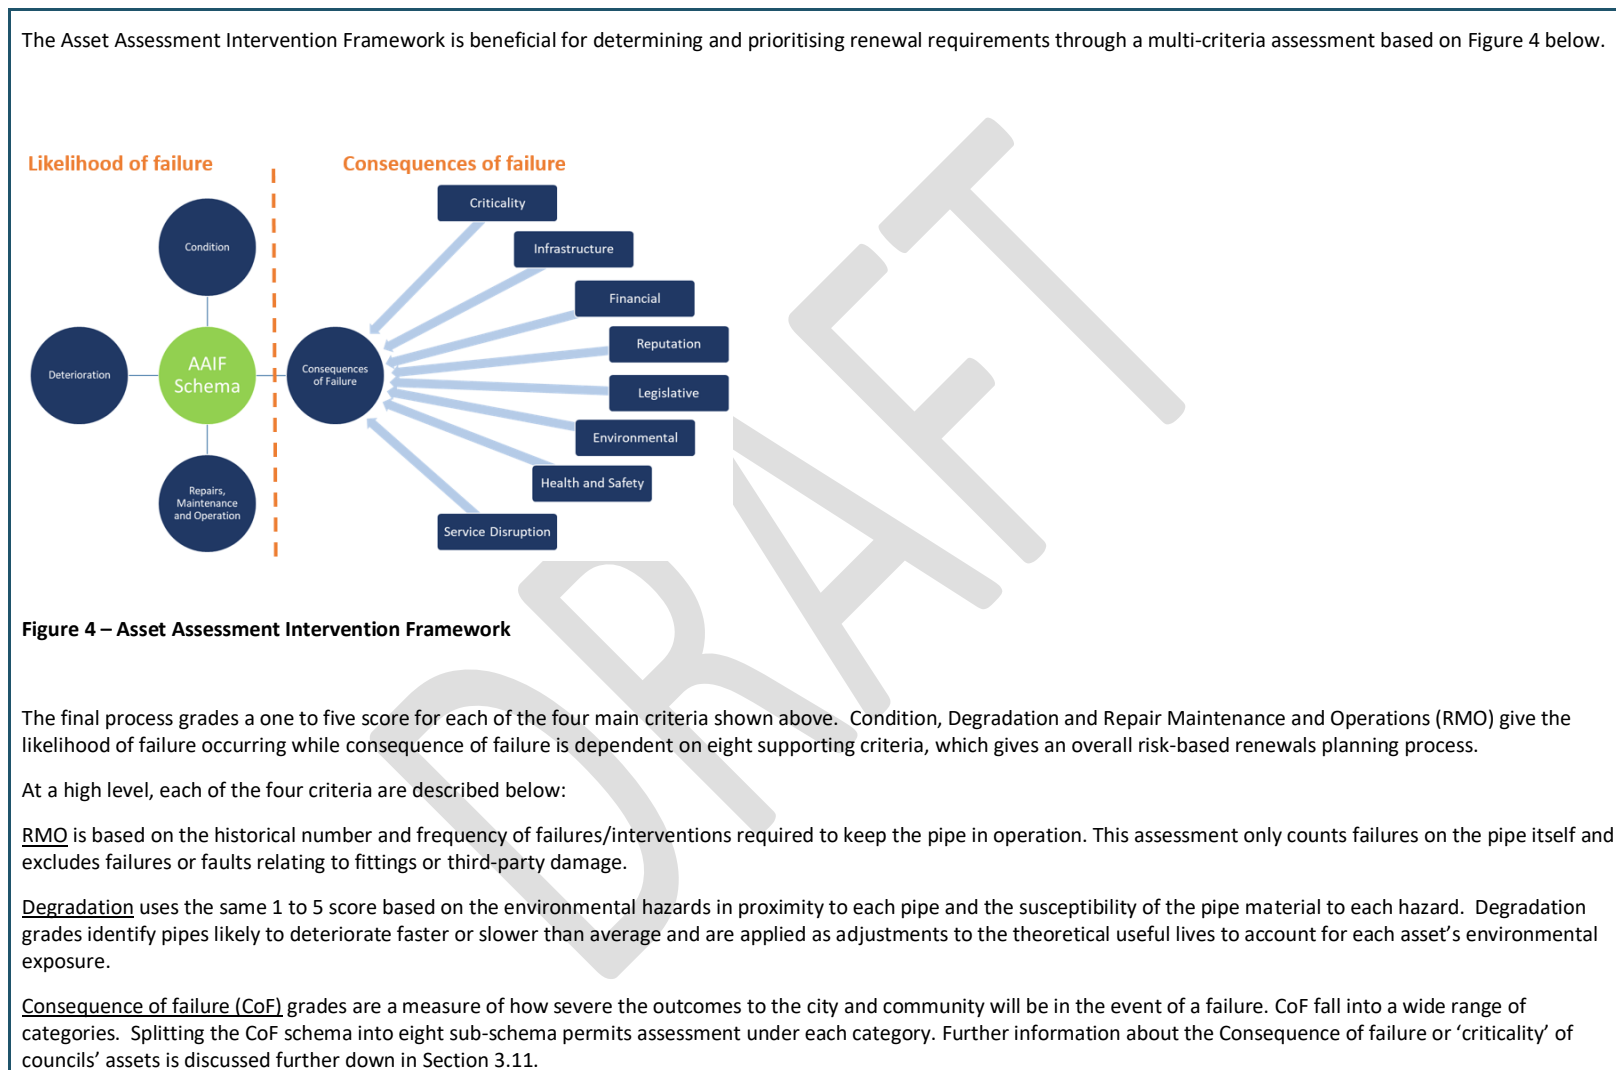 The Asset Assessment Intervention Framework is beneficial for determining and prioritising renewal requirements through a multi-criteria assessment based on Figure 4 below.
Likelihood of failure
Consequences of failure
Condition
Deterioration
AAIF
Schema
Repairs,
Maintenance
and Operation
Consequences
of Failure
Criticality
Infrastructure
Financial
Reputation
Legislative
Environmental
Health and Safety
Service Disruption
DRAFT
Figure 4 – Asset Assessment Intervention Framework
The final process grades a one to five score for each of the four main criteria shown above.  Condition, Degradation and Repair Maintenance and Operations (RMO) give the
likelihood of failure occurring while consequence of failure is dependent on eight supporting criteria, which gives an overall risk-based renewals planning process.
At a high level, each of the four criteria are described below:
RMO is based on the historical number and frequency of failures/interventions required to keep the pipe in operation. This assessment only counts failures on the pipe itself and
excludes failures or faults relating to fittings or third-party damage.
Degradation uses the same 1 to 5 score based on the environmental hazards in proximity to each pipe and the susceptibility of the pipe material to each hazard.  Degradation
grades identify pipes likely to deteriorate faster or slower than average and are applied as adjustments to the theoretical useful lives to account for each asset’s environmental
exposure.
Consequence of failure (CoF) grades are a measure of how severe the outcomes to the city and community will be in the event of a failure. CoF fall into a wide range of
categories.  Splitting the CoF schema into eight sub-schema permits assessment under each category. Further information about the Consequence of failure or ‘criticality’ of
councils’ assets is discussed further down in Section 3.11.